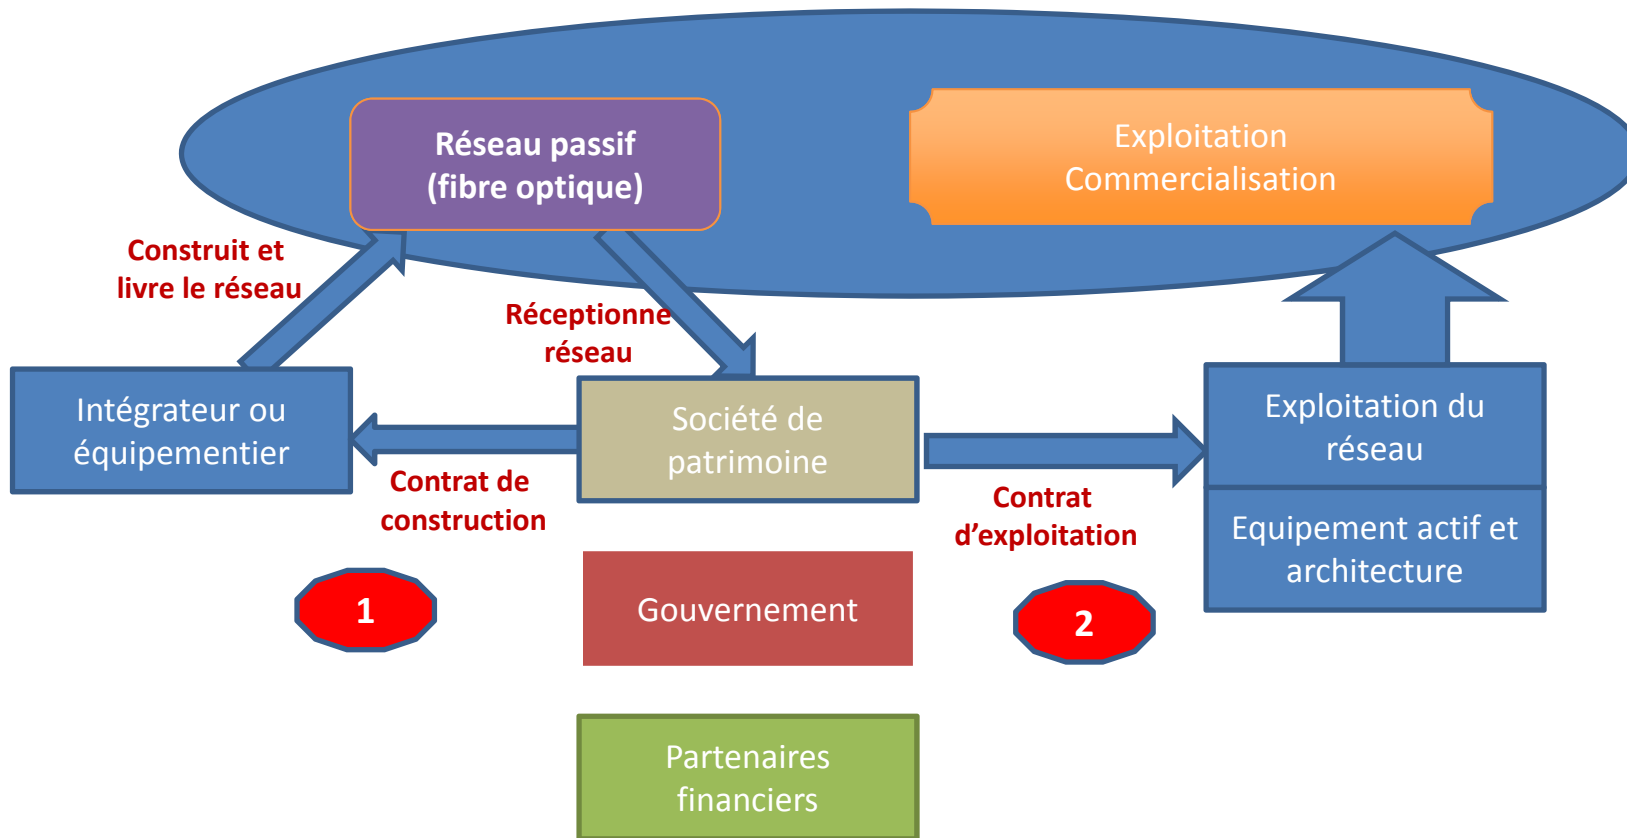 Réseau passif
(fibre optique)
Exploitation
Commercialisation
Construit et
livre le réseau
Réceptionne
réseau
Intégrateur ou
équipementier
Société de
patrimoine
Exploitation du
réseau
Contrat de
construction
Contrat
d’exploitation
Equipement actif et
architecture
1
Gouvernement
2
Partenaires
financiers